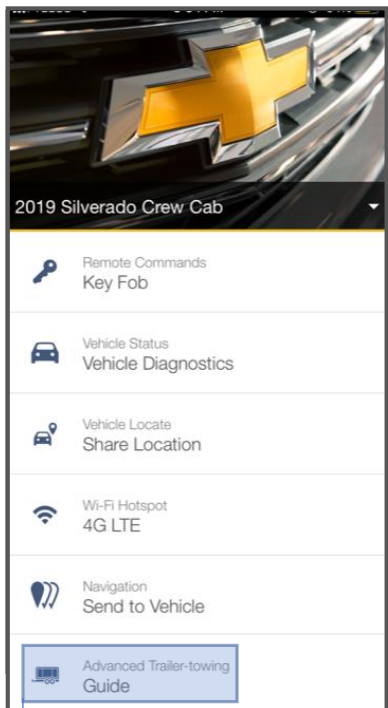 2019 Silverado Crew Cab
Remote Commands
Key Fob
Vehicle Status
Vehicle Diagnostics
Vehicle Locate
Share Location
Wi-Fi Hotspot
4G LTE
Navigation
Send to Vehicle
Advanced Trailer-towing
Guide